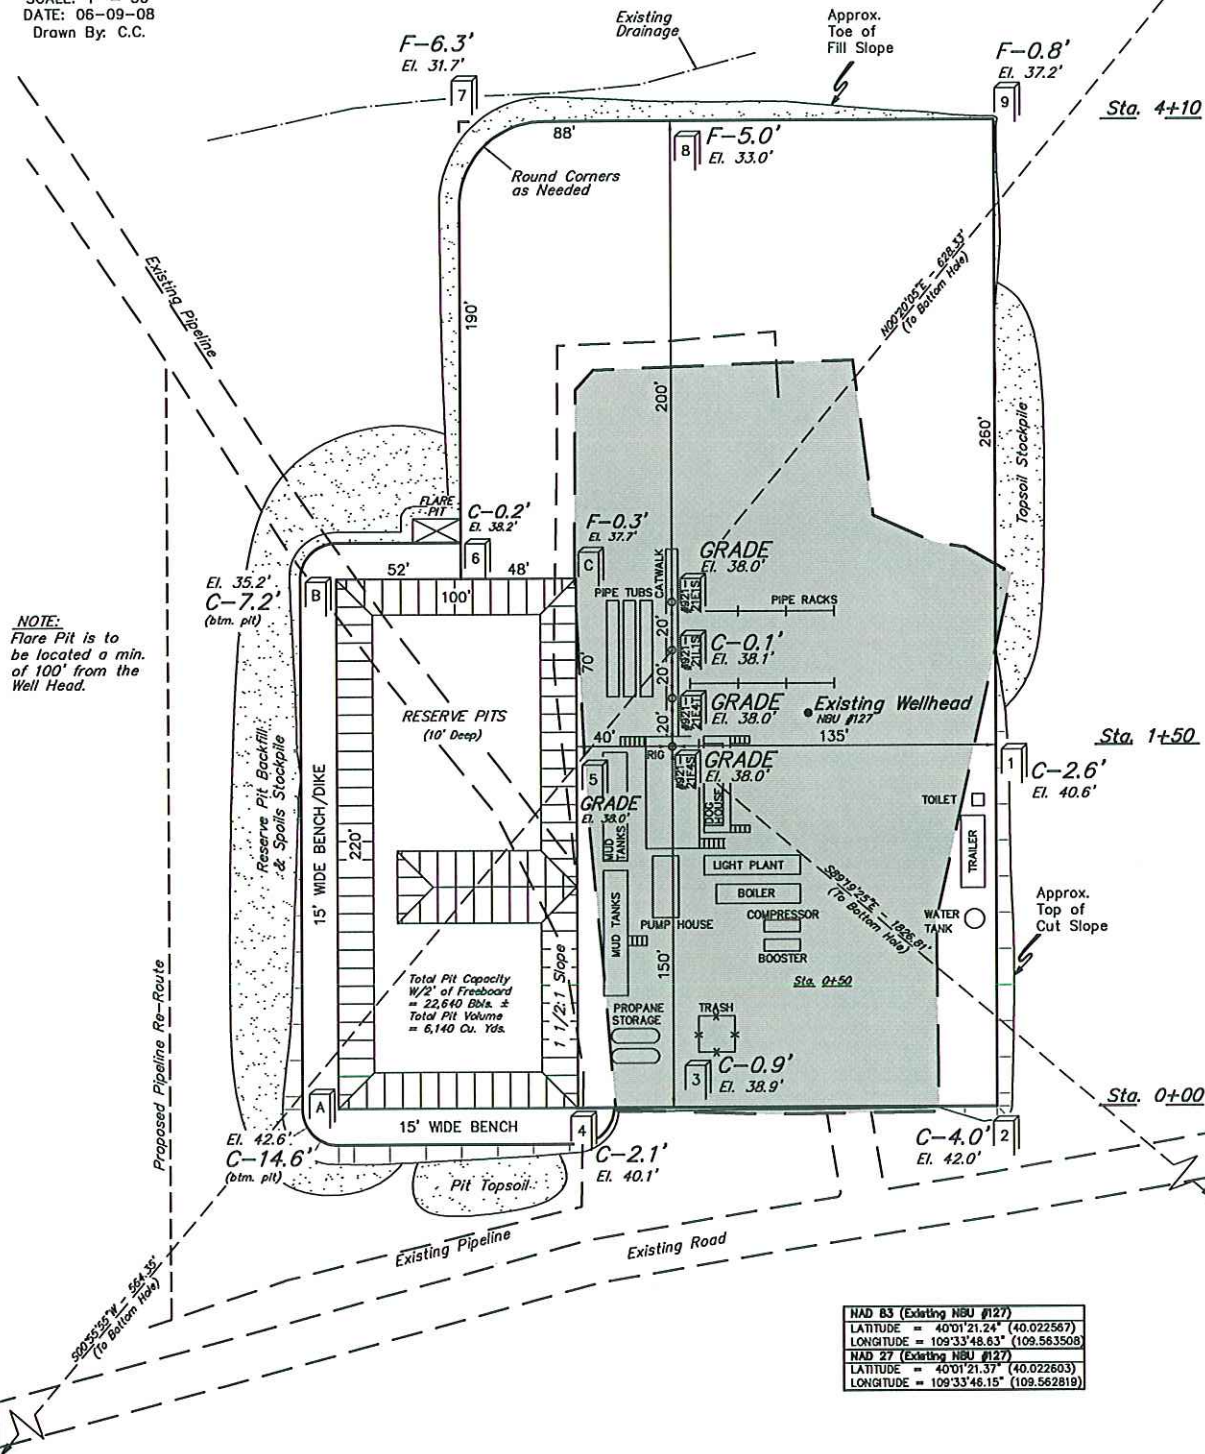 DATE: 06-09-08
Drawn By: C.C.
Existing
Drainage
Approx.
Toe of
Fill Slope
F-6.3'
El. 31.7'
7
F-0.8'
El. 37.2'
9
Sta. 4+10
88'
8
F-5.0'
El. 33.0'
Round Corners
as Needed
Existing Pipeline
190'
N00°20'05"E - 628.33'
(To Bottom Hole)
200'
260'
Topsoil Stockpile
FLARE
PIT
C-0.2'
El. 38.2'
6
F-0.3'
El. 37.7'
C
CATWALK
GRADE
El. 38.0'
El. 35.2'
C-7.2'
(btm. pit)
B
52'
48'
100'
PIPE TUBS
#921-
21E1S
PIPE RACKS
NOTE:
Flare Pit is to
be located a min.
of 100' from the
Well Head.
20'
#921-
21L1S
C-0.1'
El. 38.1'
70'
20'
RESERVE PITS
(10' Deep)
20'
#921-
21E4T
GRADE
El. 38.0'
Existing Wellhead
NBU #127
40'
135'
Sta. 1+50
RIG
#921-
21F4S
GRADE
El. 38.0'
1
C-2.6'
El. 40.6'
5
GRADE
El. 38.0'
DOG
HOUSE
TOILET
TRAILER
Reserve Pit Backfill
& Spoils Stockpile
15' WIDE BENCH/DIKE
220'
MUD
TANKS
LIGHT PLANT
BOILER
COMPRESSOR
BOOSTER
PUMP HOUSE
MUD TANKS
S89°19'25"E - 1826.81'
(To Bottom Hole)
WATER
TANK
Approx.
Top of
Cut Slope
Proposed Pipeline Re-Route
Total Pit Capacity
W/2' of Freeboard
= 22,640 Bbls. ±
Total Pit Volume
= 6,140 Cu. Yds.
1 1/2:1 Slope
150'
Sta. 0+50
PROPANE
STORAGE
TRASH
3
C-0.9'
El. 38.9'
Sta. 0+00
A
El. 42.6'
C-14.6'
(btm. pit)
15' WIDE BENCH
4
C-2.1'
El. 40.1'
C-4.0'
El. 42.0'
2
Pit Topsoil
Existing Pipeline
Existing Road
S00°55'55"W - 564.35'
(To Bottom Hole)
NAD 83 (Existing NBU #127)
LATITUDE = 40°01'21.24" (40.022567)
LONGITUDE = 109°33'48.63" (109.563508)
NAD 27 (Existing NBU #127)
LATITUDE = 40°01'21.37" (40.022603)
LONGITUDE = 109°33'46.15" (109.562819)